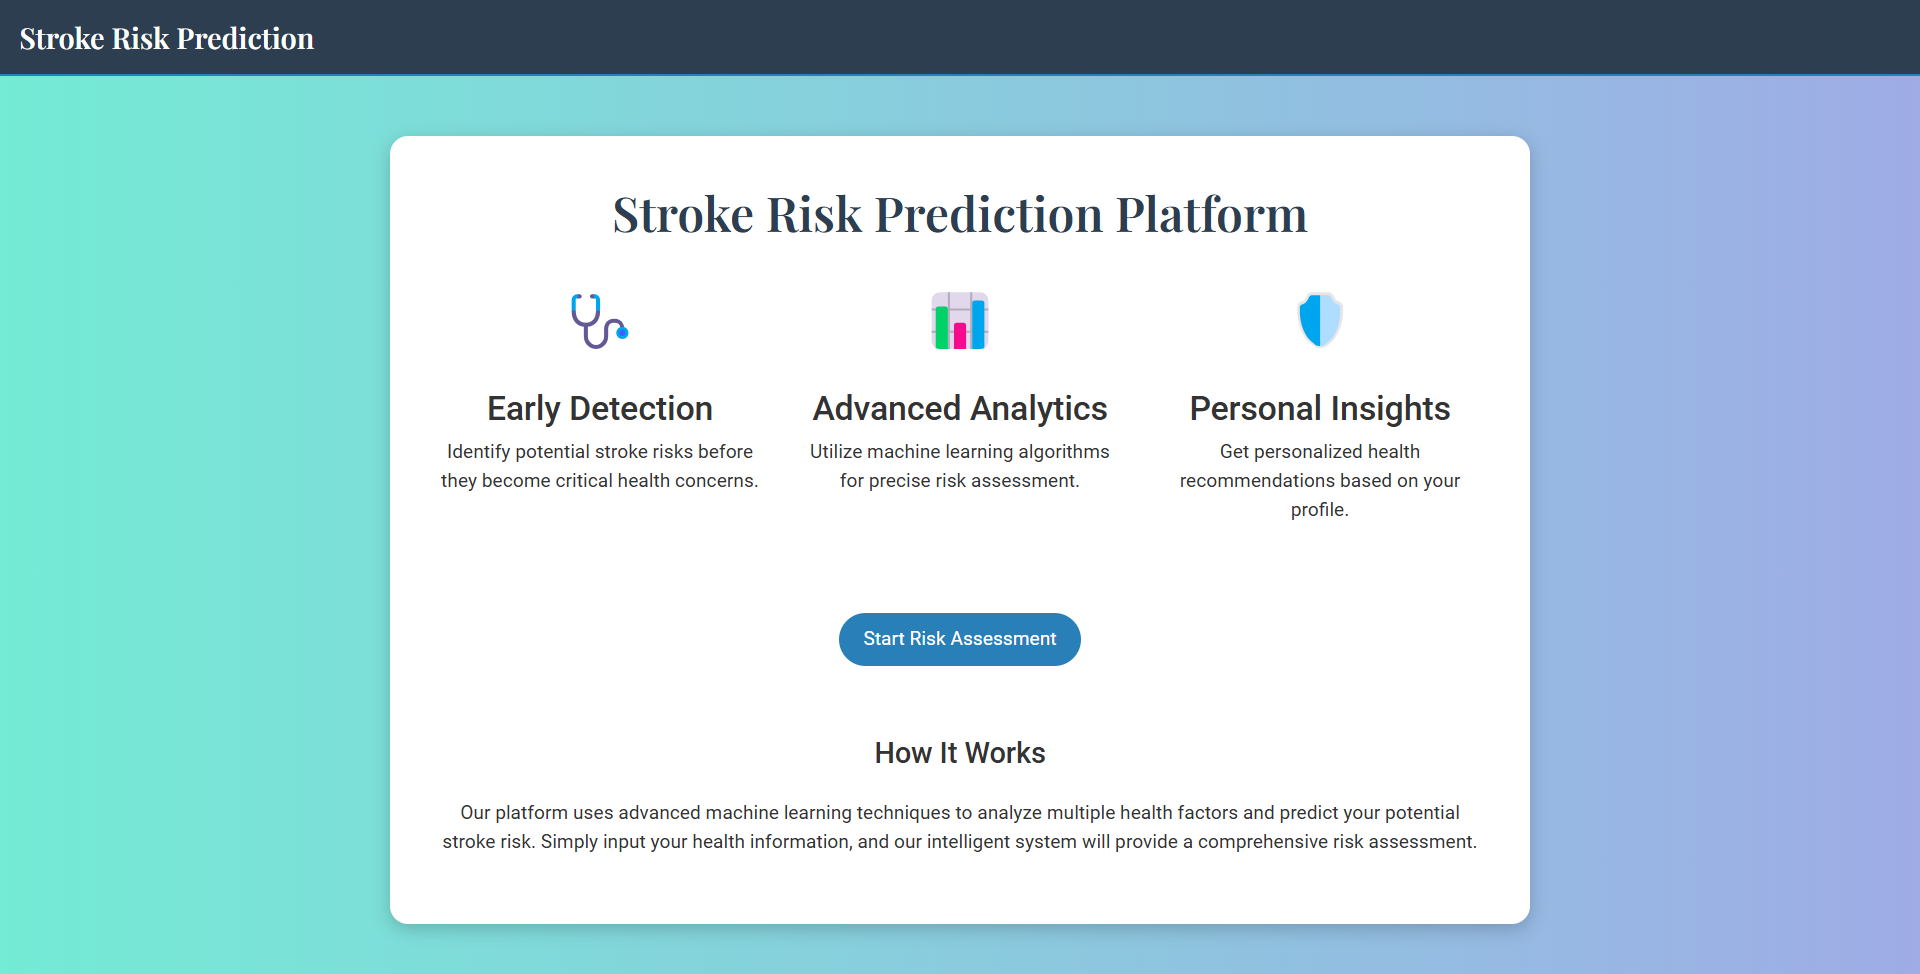 Stroke Risk Prediction
Stroke Risk Prediction Platform
Early Detection
Identify potential stroke risks before
they become critical health concerns.
Advanced Analytics
Utilize machine learning algorithms
for precise risk assessment.
Personal Insights
Get personalized health
recommendations based on your
profile.
Start Risk Assessment
How It Works
Our platform uses advanced machine learning techniques to analyze multiple health factors and predict your potential
stroke risk. Simply input your health information, and our intelligent system will provide a comprehensive risk assessment.